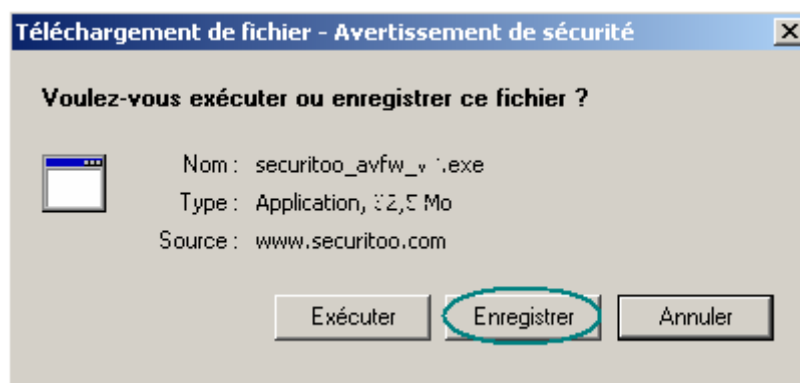 Téléchargement de fichier - Avertissement de sécurité
Voulez-vous exécuter ou enregistrer ce fichier ?
Nom :
Type : Application, Mo
Source : www.securitoo.com
Exécuter Enregistrer Annuler